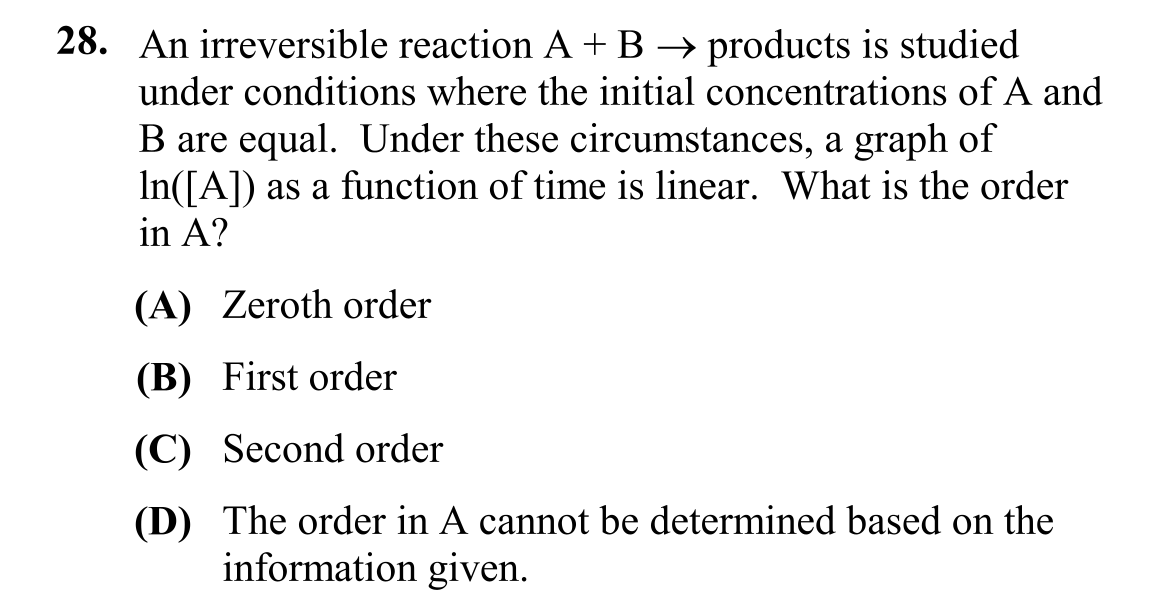 28. An irreversible reaction A + B → products is studied
under conditions where the initial concentrations of A and
B are equal. Under these circumstances, a graph of
ln([A]) as a function of time is linear. What is the order
in A?
(A) Zeroth order
(B) First order
(C) Second order
(D) The order in A cannot be determined based on the
information given.